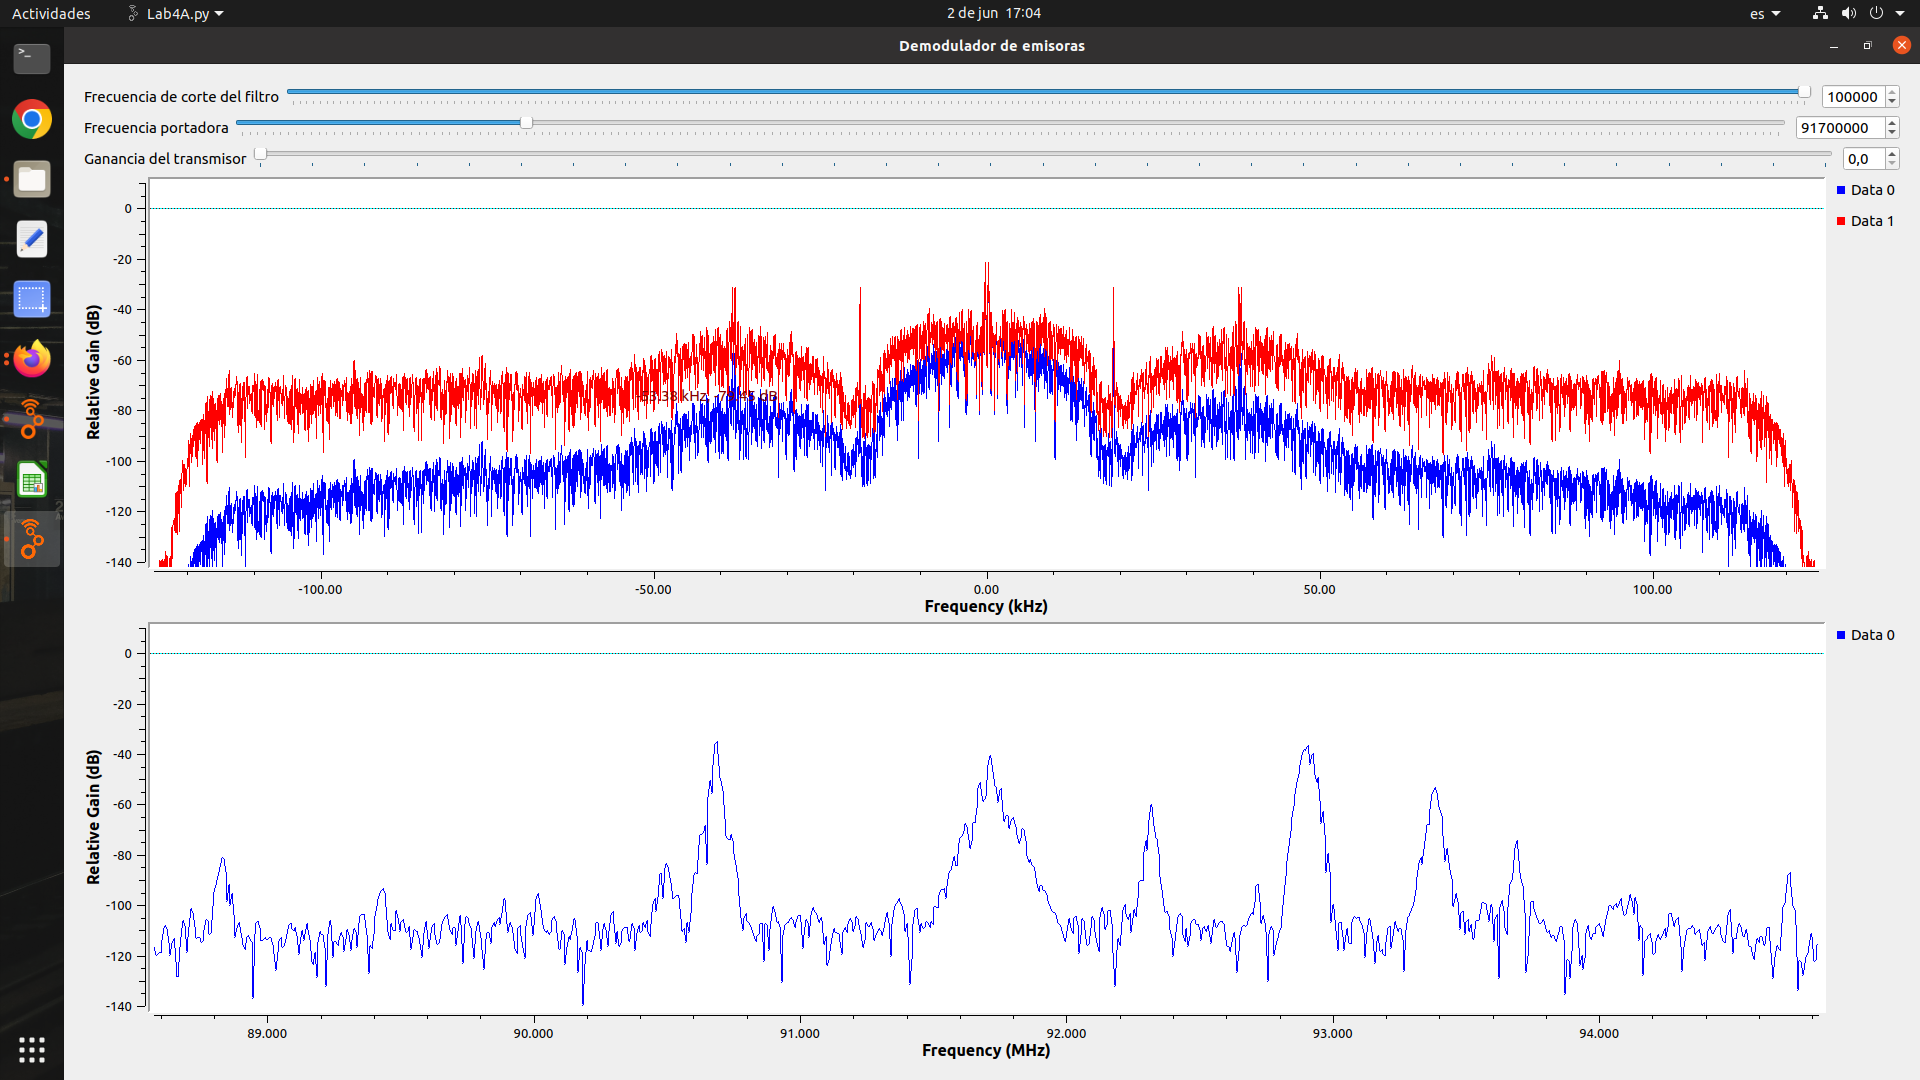 Actividades Lab4A.py 2 de jun 17:04 es
Demodulador de emisoras
Frecuencia de corte del filtro 100000
Frecuencia portadora 91700000
Ganancia del transmisor 0,0
Data 0
Data 1
Relative Gain (dB)
0
-20
-40
-60
-80
-100
-120
-140
-100.00 -50.00 0.00 50.00 100.00
Frequency (kHz)
Data 0
Relative Gain (dB)
0
-20
-40
-60
-80
-100
-120
-140
89.000 90.000 91.000 92.000 93.000 94.000
Frequency (MHz)